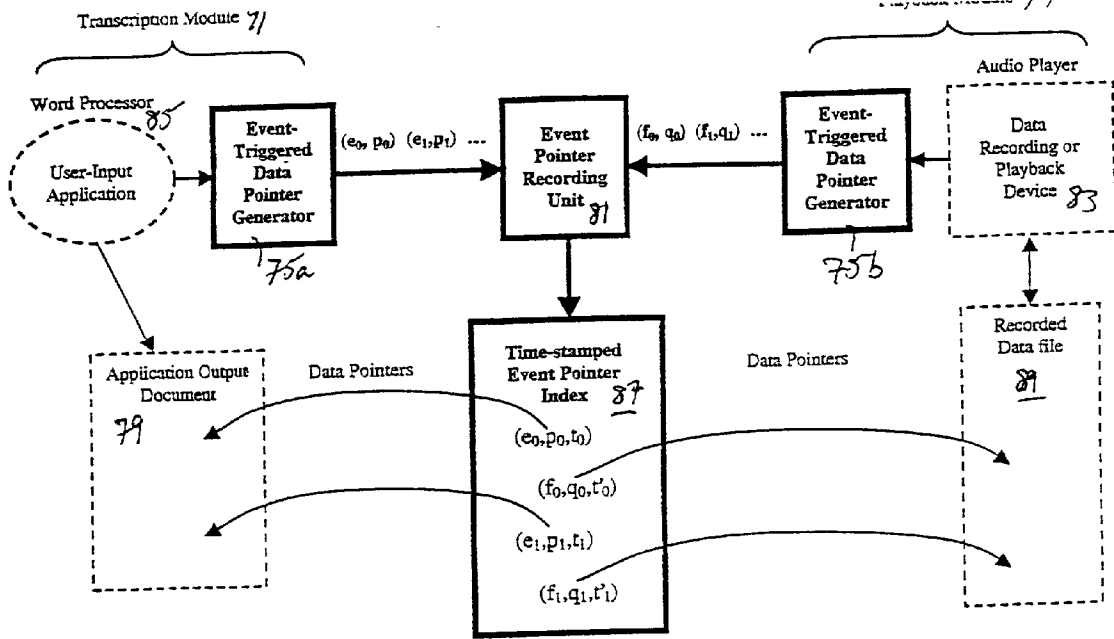 Transcription Module 71
Word Processor 85
User-Input
Application
Event-
Triggered
Data
Pointer
Generator
75a
(e0, p0) (e1,p1) ...
Event
Pointer
Recording
Unit
81
(f0, q0) (f1,q1) ...
Playback Module
Event-
Triggered
Data
Pointer
Generator
75b
Audio Player
Data
Recording or
Playback
Device
83
Application Output
Document
79
Data Pointers
Time-stamped
Event Pointer
Index 87
(e0,p0,t0)
(f0,q0,t'0)
(e1,p1,t1)
(f1,q1,t'1)
Data Pointers
Recorded
Data file
89